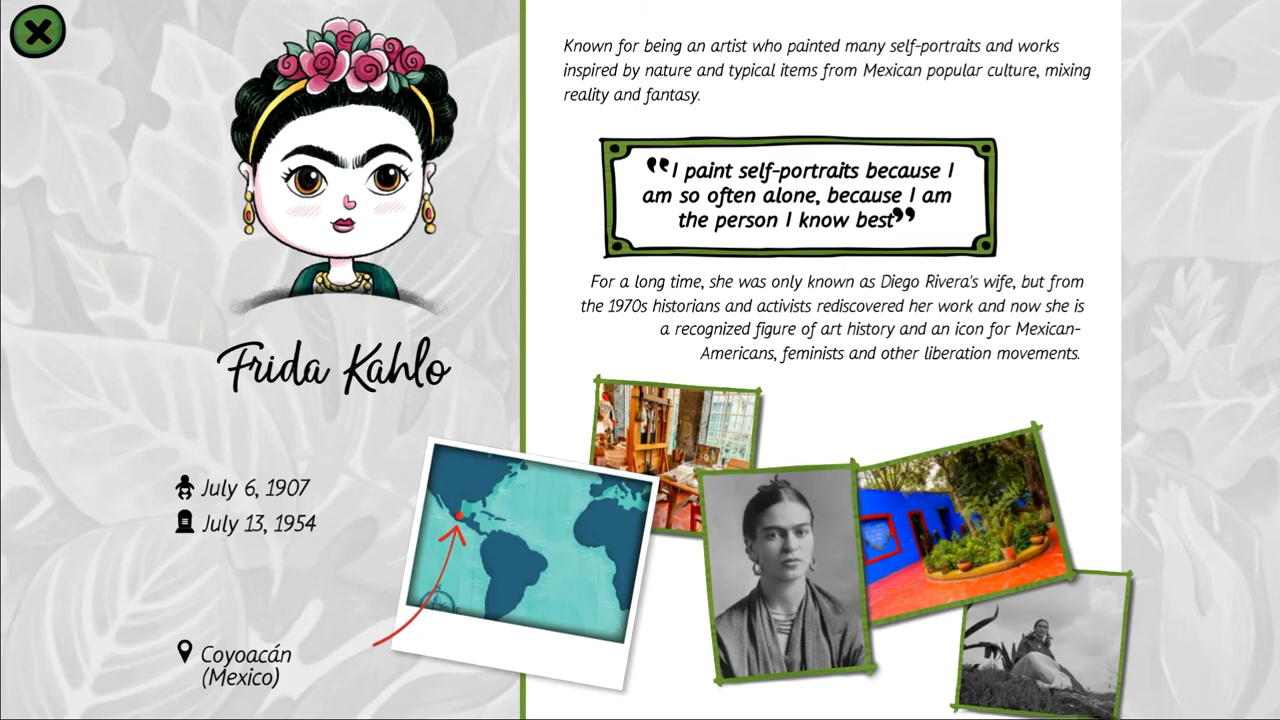 Frida Kahlo
July 6, 1907
July 13, 1954
Coyoacán
(Mexico)
Known for being an artist who painted many self-portraits and works
inspired by nature and typical items from Mexican popular culture, mixing
reality and fantasy.
“I paint self-portraits because I
am so often alone, because I am
the person I know best”
For a long time, she was only known as Diego Rivera's wife, but from
the 1970s historians and activists rediscovered her work and now she is
a recognized figure of art history and an icon for Mexican-
Americans, feminists and other liberation movements.